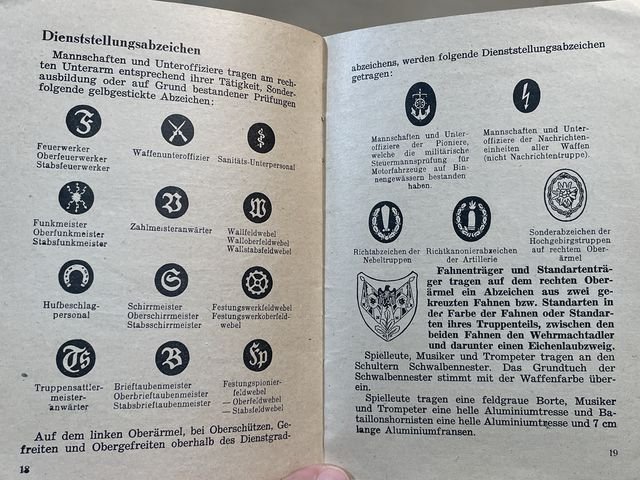 Dienststellungsabzeichen
Mannschaften und Unteroffiziere tragen am rech-
ten Unterarm entsprechend ihrer Tätigkeit, Sonder-
ausbildung oder auf Grund bestandener Prüfungen
folgende gelbgestickte Abzeichen:
F
Feuerwerker
Oberfeuerwerker
Stabsfeuerwerker
Waffenunteroffizier
Sanitäts-Unterpersonal
Funkmeister
Oberfunkmeister
Stabsfunkmeister
V
Zahlmeisteranwärter
W
Wallfeldwebel
Walloberfeldwebel
Wallstabsfeldwebel
Hufbeschlag-
personal
S
Schirrmeister
Oberschirrmeister
Stabsschirrmeister
Festungswerkfeldwebel
Festungswerkoberfeld-
webel
Ts
Truppensattler-
meister-
anwärter
B
Brieftaubenmeister
Oberbrieftaubenmeister
Stabsbrieftaubenmeister
Fp
Festungspionier-
feldwebel
— Oberfeldwebel
— Stabsfeldwebel
Auf dem linken Oberärmel, bei Oberschützen, Ge-
freiten und Obergefreiten oberhalb des Dienstgrad-
18
abzeichens, werden folgende Dienststellungsabzeichen
getragen:
Mannschaften und Unter-
offiziere der Pioniere,
welche die militärische
Steuermannsprüfung für
Motorfahrzeuge auf Bin-
nengewässern bestanden
haben.
Mannschaften und Unter-
offiziere der Nachrichten-
einheiten aller Waffen
(nicht Nachrichtentruppe).
Richtabzeichen der
Nebeltruppen
Richtkanonierabzeichen
der Artillerie
Sonderabzeichen der
Hochgebirgstruppen
auf rechtem Ober-
ärmel
Fahnenträger und Standartenträ-
ger tragen auf dem rechten Ober-
ärmel ein Abzeichen aus zwei ge-
kreuzten Fahnen bzw. Standarten in
der Farbe der Fahnen oder Standar-
ten ihres Truppenteils, zwischen den
beiden Fahnen den Wehrmachtadler
und darunter einen Eichenlaubzweig.
Spielleute, Musiker und Trompeter tragen an den
Schultern Schwalbennester. Das Grundtuch der
Schwalbennester stimmt mit der Waffenfarbe über-
ein.
Spielleute tragen eine feldgraue Borte, Musiker
und Trompeter eine helle Aluminiumtresse und Ba-
taillonshornisten eine helle Aluminiumtresse und 7 cm
lange Aluminiumfransen.
19